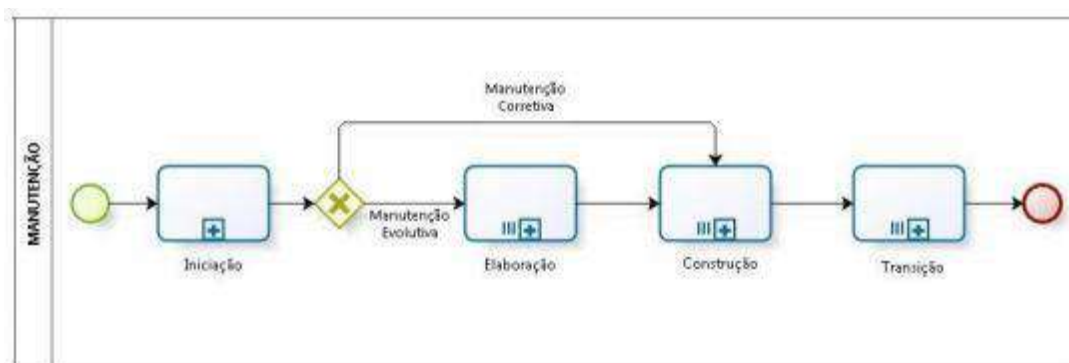 MANUTENÇÃO
Manutenção
Corretiva
Manutenção
Evolutiva
Iniciação
Elaboração
Construção
Transição